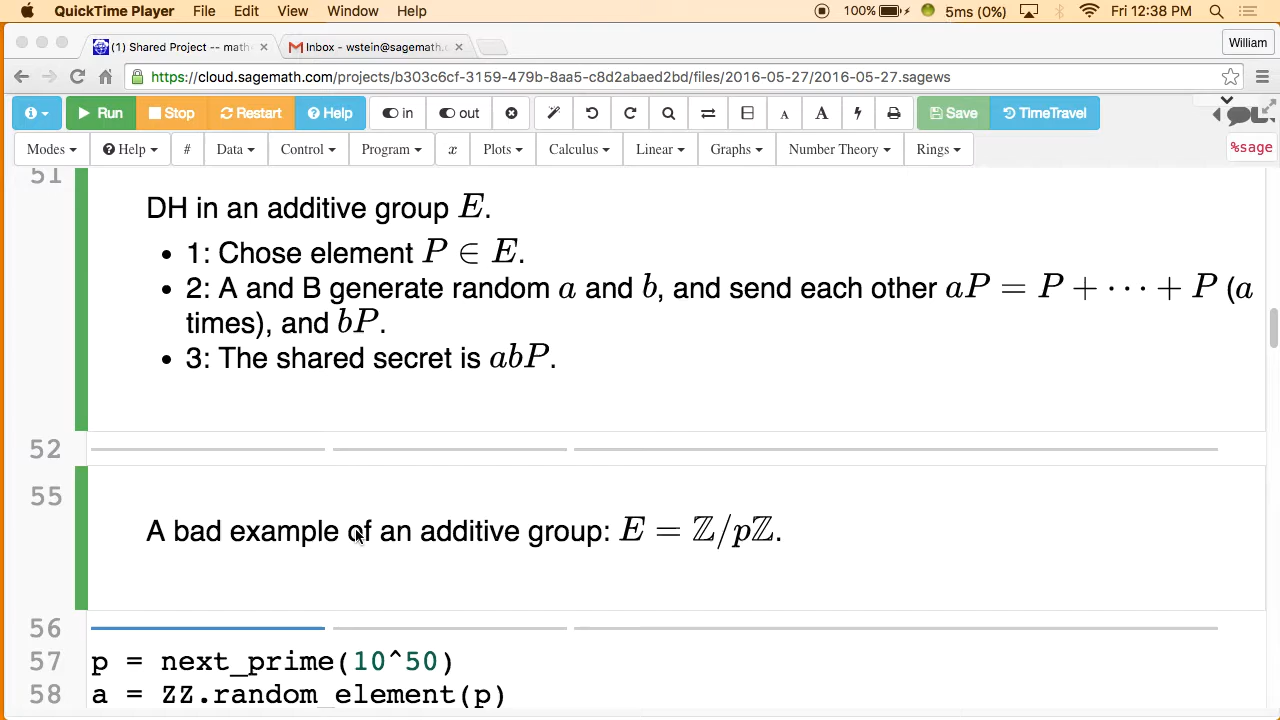 QuickTime Player File Edit View Window Help 100% 5ms (0%) Fri 12:38 PM
(1) Shared Project -- math × Inbox - wstein@sagemath. × William
https://cloud.sagemath.com/projects/b303c6cf-3159-479b-8aa5-c8d2abaed2bd/files/2016-05-27/2016-05-27.sagews
Run Stop Restart Help in out A A Save TimeTravel
Modes Help # Data Control Program x Plots Calculus Linear Graphs Number Theory Rings %sage
51
DH in an additive group E.
• 1: Chose element P ∈ E.
• 2: A and B generate random a and b, and send each other aP = P + ⋯ + P (a
times), and bP.
• 3: The shared secret is abP.
52
55
A bad example of an additive group: E = ℤ/pℤ.
56
57 p = next_prime(10^50)
58 a = ZZ.random_element(p)